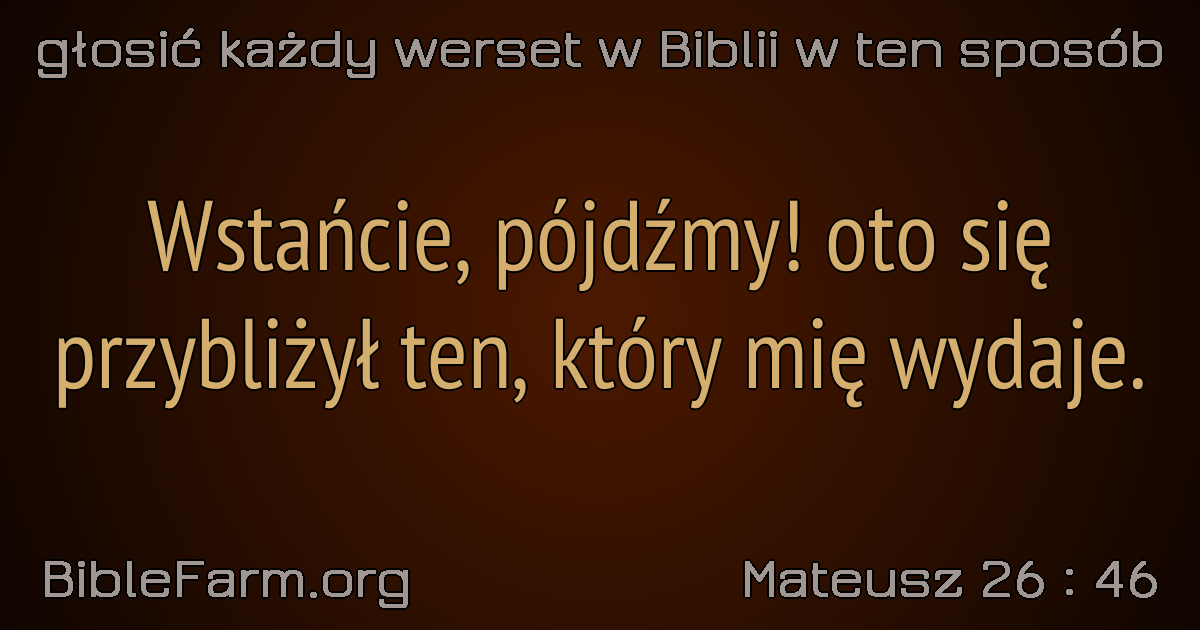 głosić każdy werset w Biblii w ten sposób
Wstańcie, pójdźmy! oto się
przybliżył ten, który mię wydaje.
BibleFarm.org
Mateusz 26 : 46